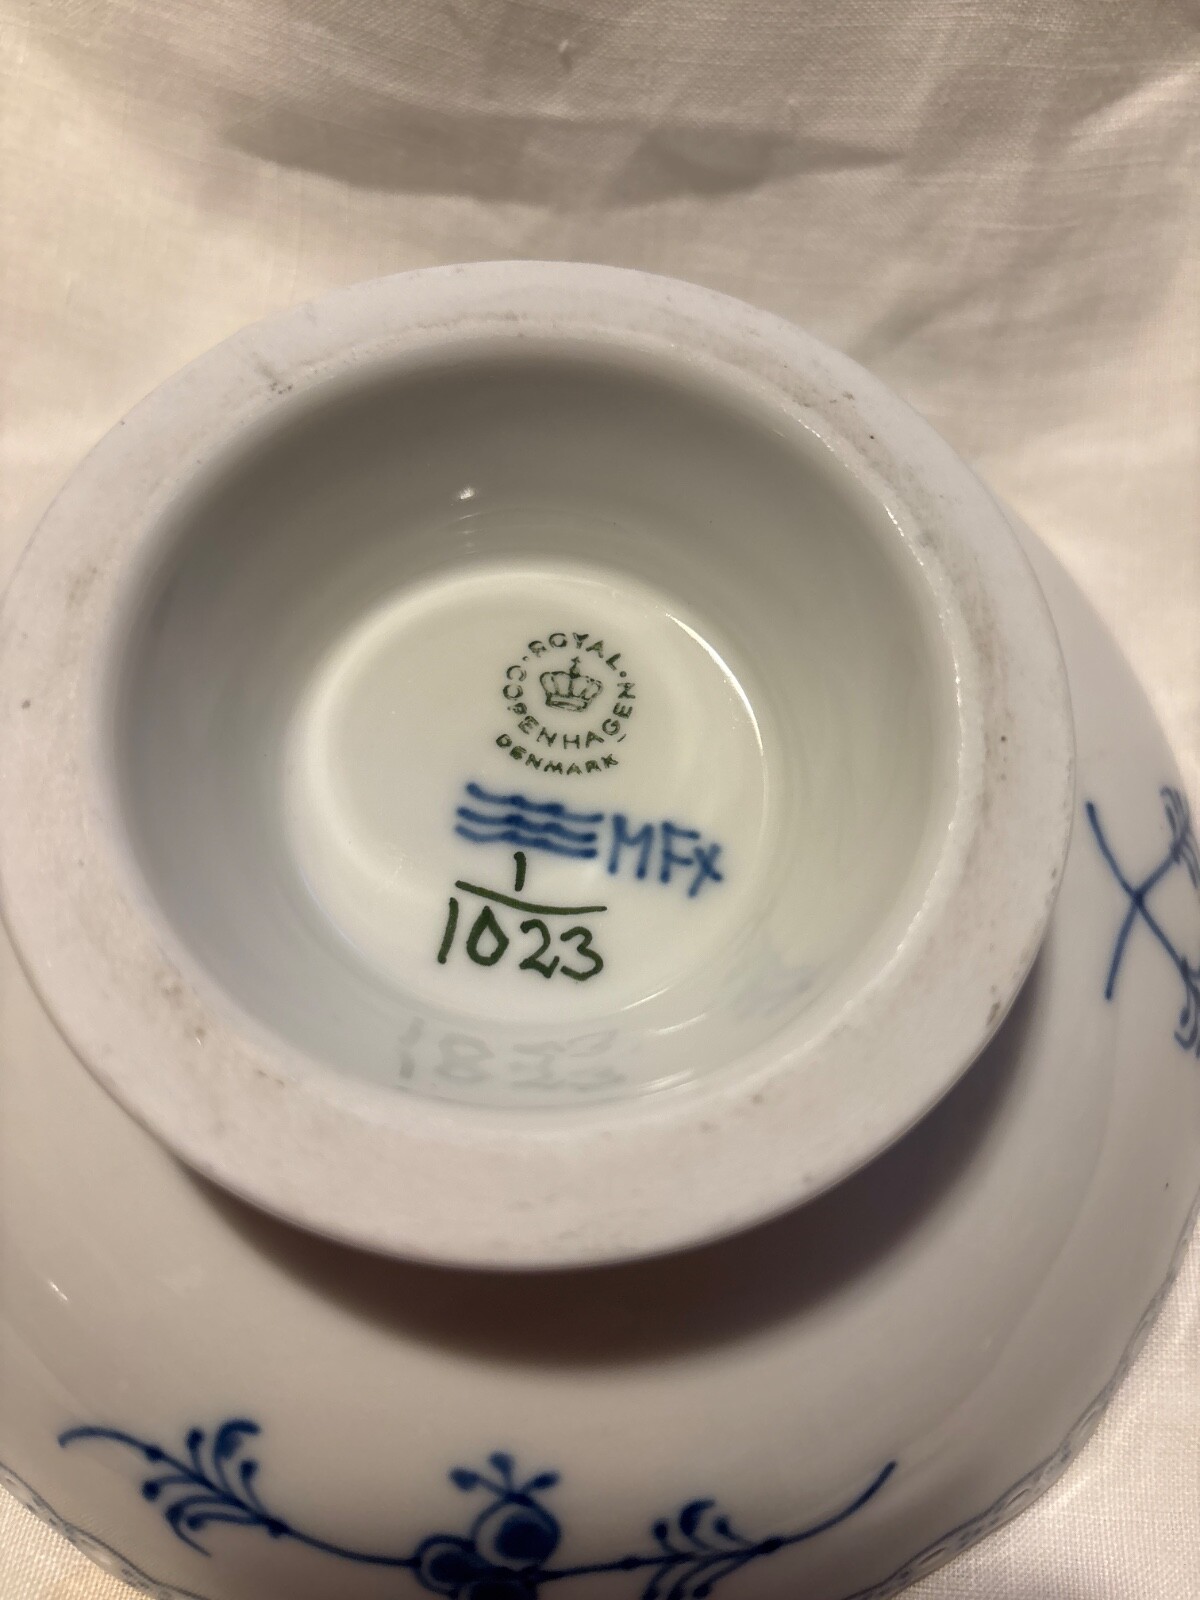 ROYAL COPENHAGEN
DENMARK
MFX
1
1023